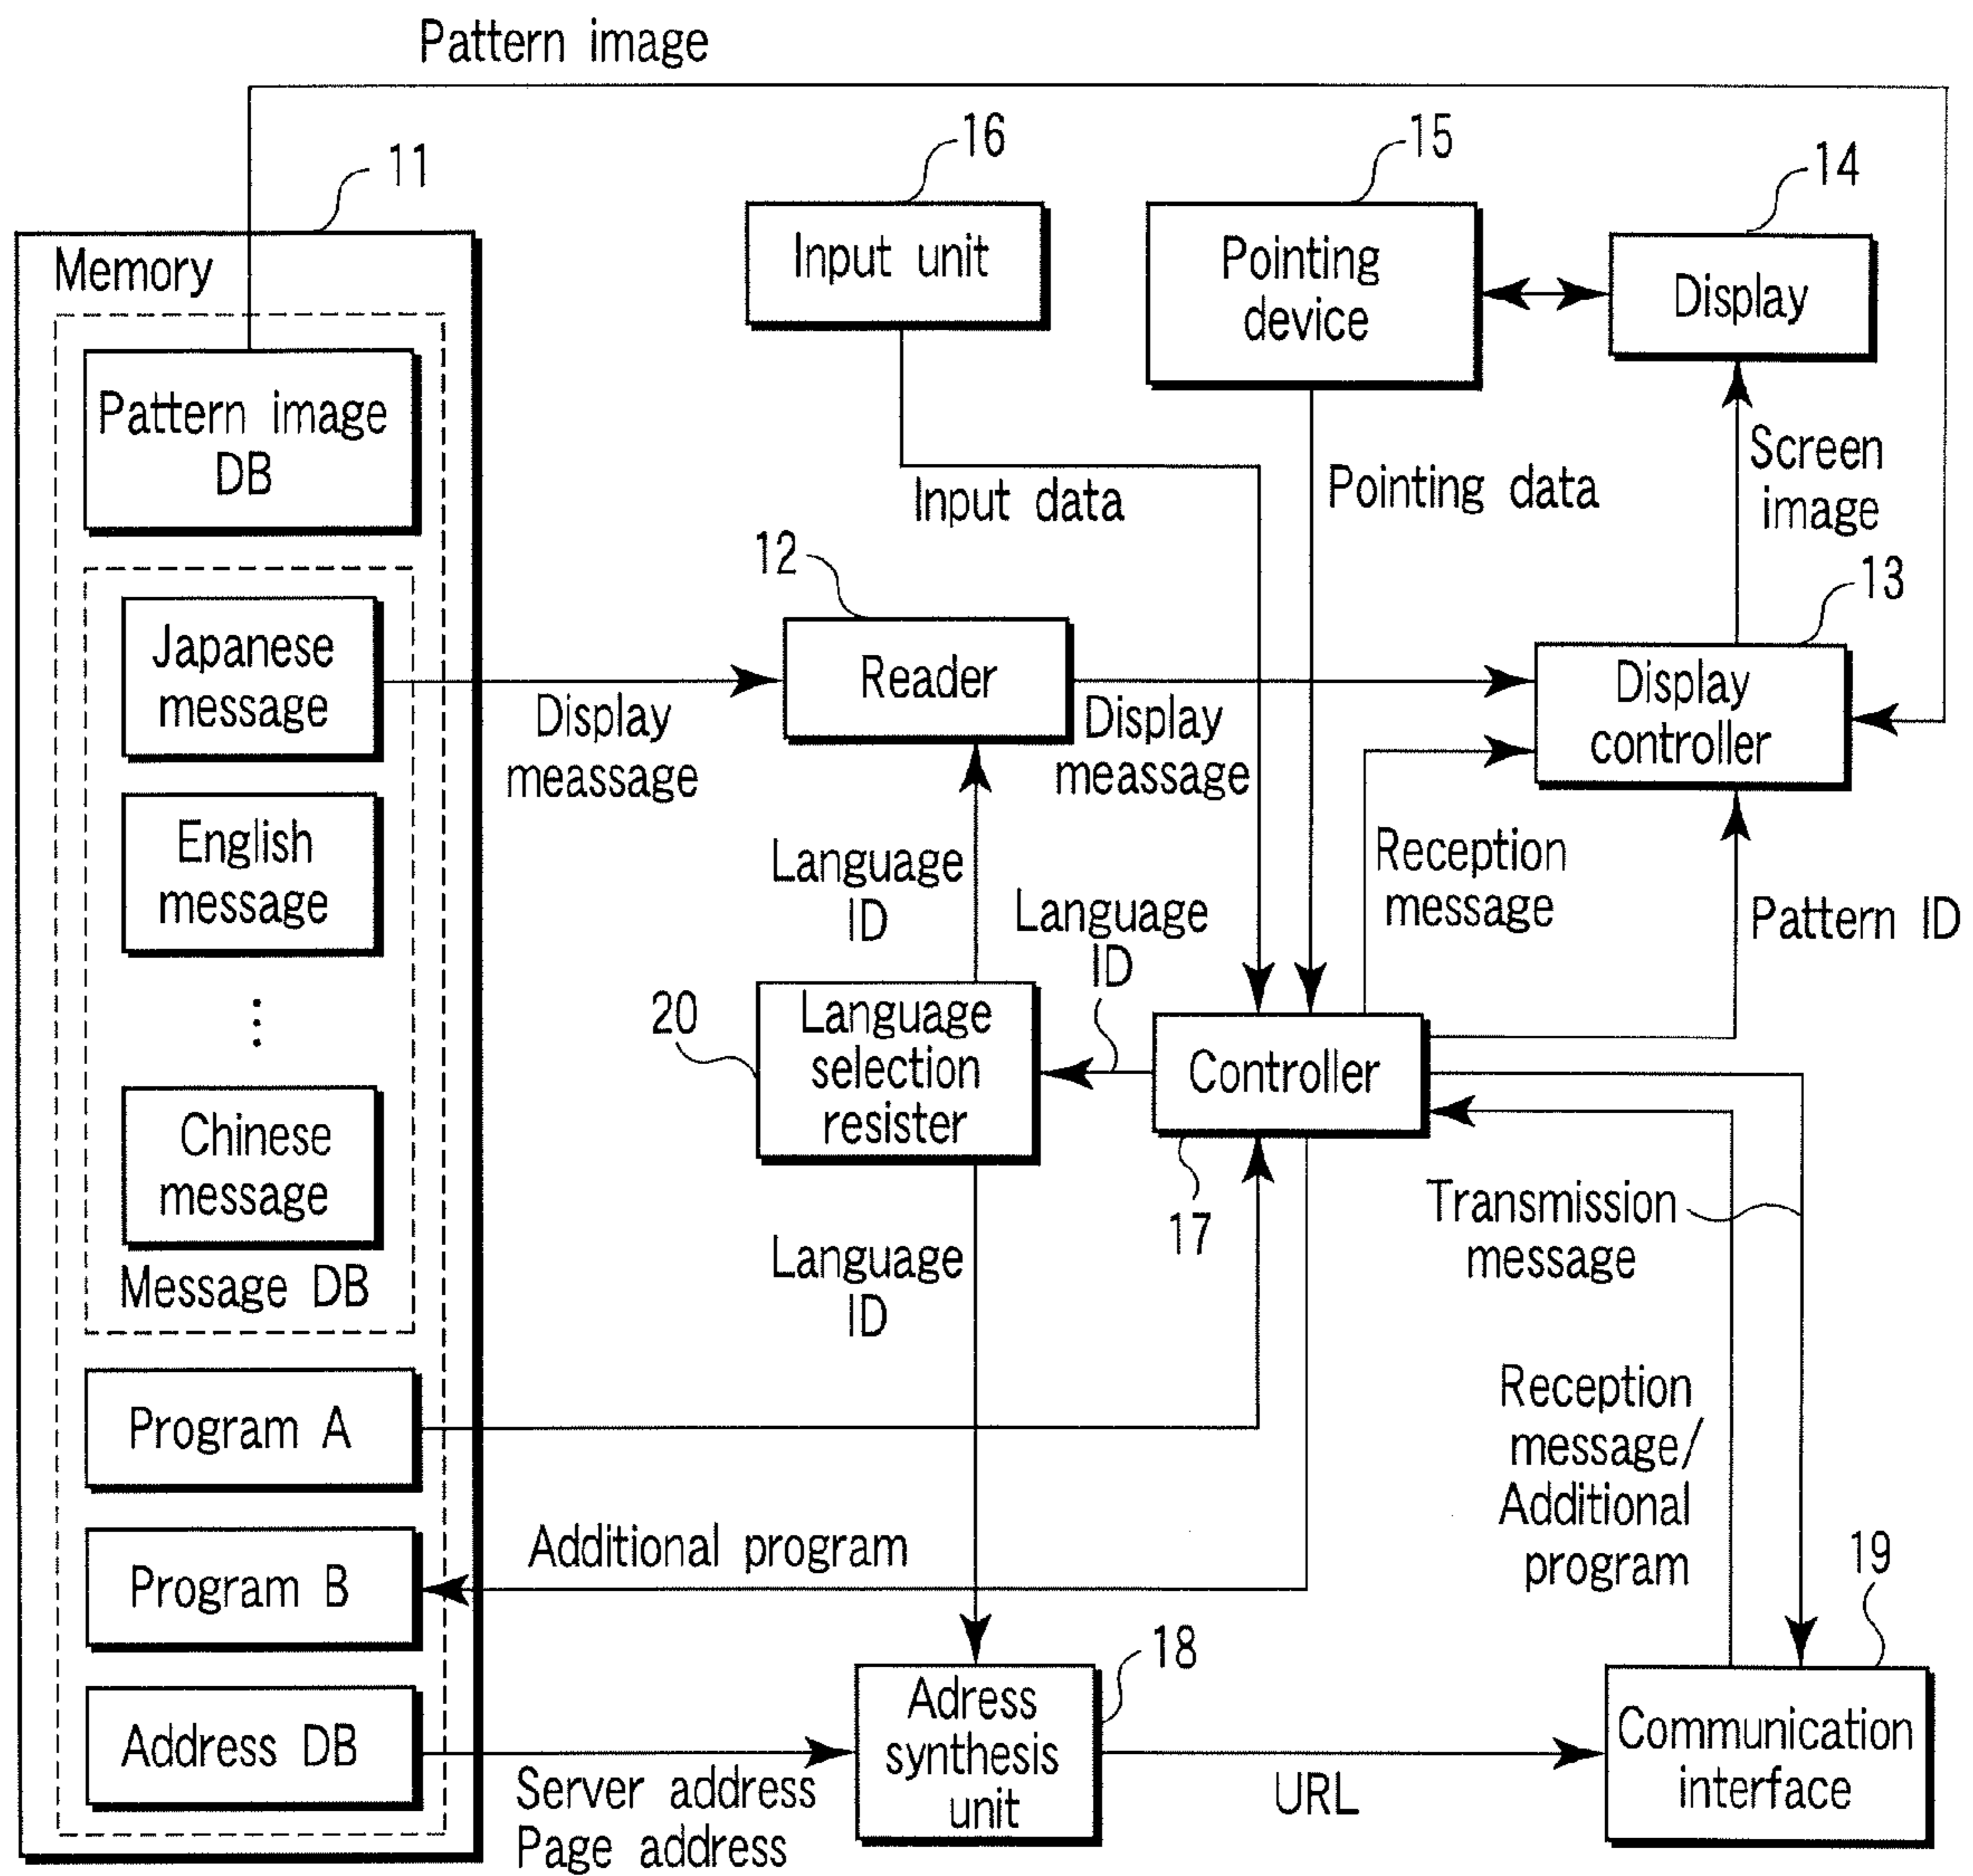 Pattern image
11
16
15
14
Memory
Input unit
Pointing
device
Display
Pattern image
DB
Input data
Pointing data
Screen
image
12
13
Japanese
message
Reader
Display
controller
Display
meassage
Display
meassage
English
message
Language
ID
Language
ID
Reception
message
Pattern ID
20
Language
selection
resister
Controller
Chinese
message
17
Transmission
message
Message DB
Language
ID
Program A
Reception
message/
Additional
program
Additional program
Program B
18
19
Address DB
Adress
synthesis
unit
Communication
interface
Server address
Page address
URL